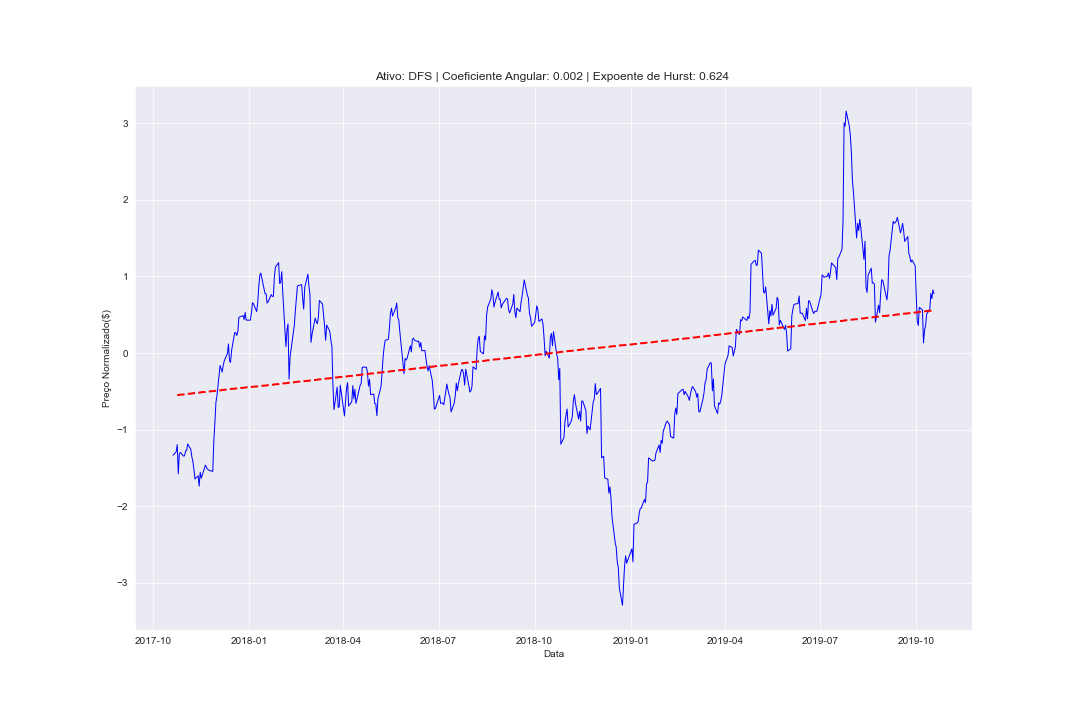 Ativo: DFS | Coeficiente Angular: 0.002 | Expoente de Hurst: 0.624
Preço Normalizado($)
3
2
1
0
−1
−2
−3
2017-10 2018-01 2018-04 2018-07 2018-10 2019-01 2019-04 2019-07 2019-10
Data